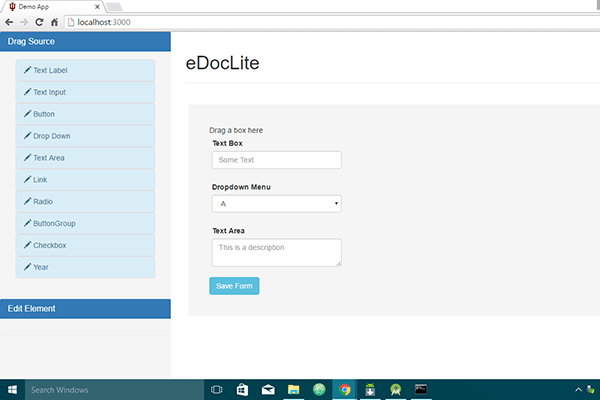 Demo App
localhost:3000
Drag Source
Text Label
Text Input
Button
Drop Down
Text Area
Link
Radio
ButtonGroup
Checkbox
Year
Edit Element
eDocLite
Drag a box here
Text Box
Some Text
Dropdown Menu
A
Text Area
This is a description
Save Form
Search Windows